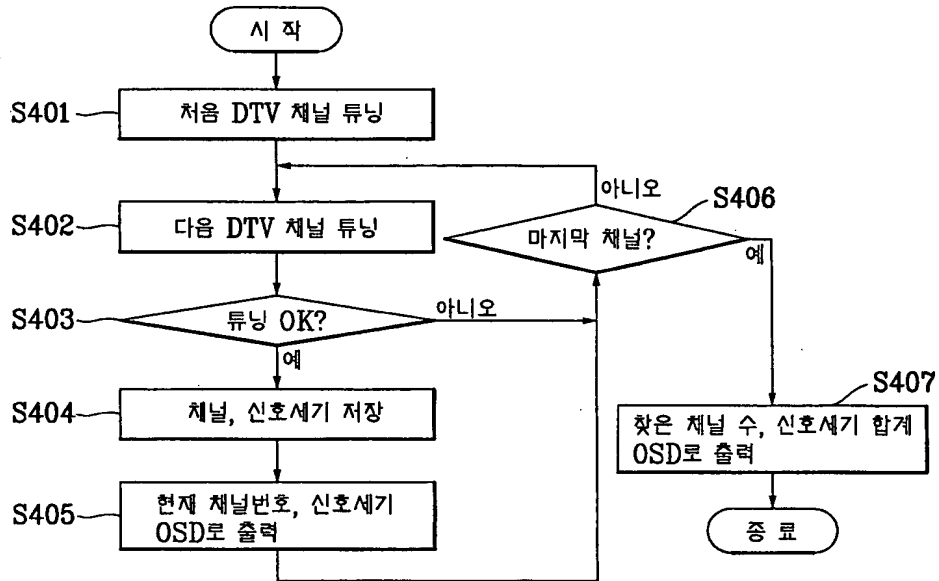 시 작
S401
처음 DTV 채널 튜닝
S402
다음 DTV 채널 튜닝
아니오
S406
마지막 채널?
예
S403
튜닝 OK?
아니오
예
S404
채널, 신호세기 저장
S407
찾은 채널 수, 신호세기 합계
OSD로 출력
S405
현재 채널번호, 신호세기
OSD로 출력
종 료